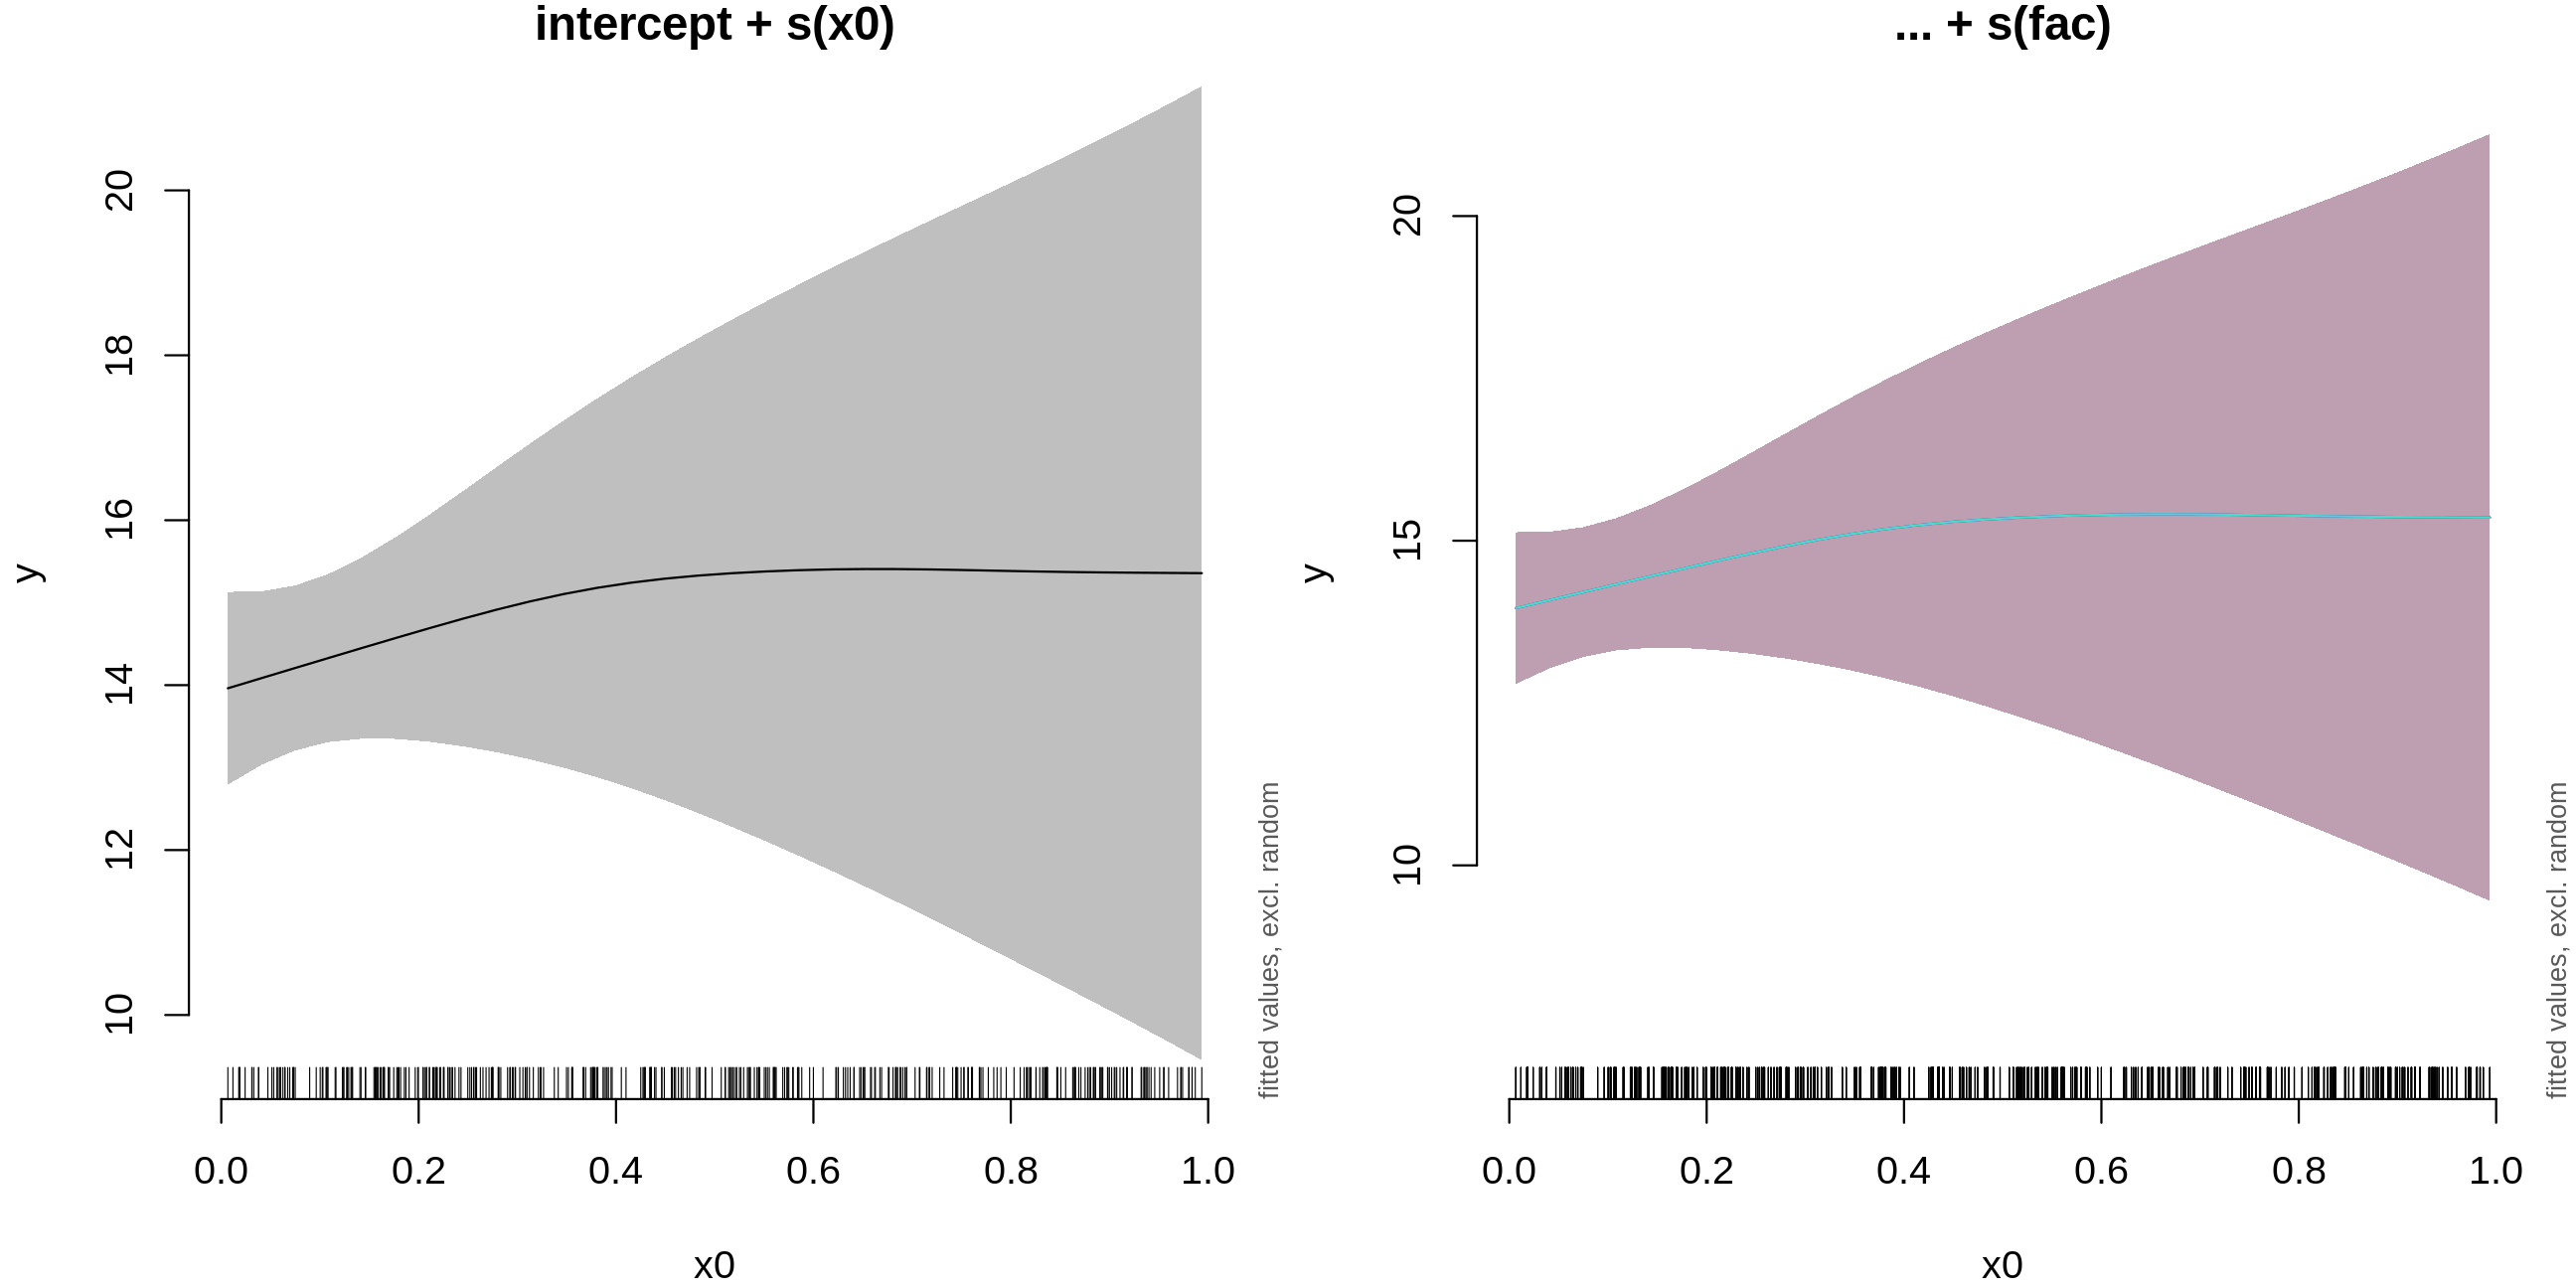 intercept + s(x0)
20
18
16
14
12
10
y
0.0 0.2 0.4 0.6 0.8 1.0
x0
fitted values, excl. random
... + s(fac)
20
15
10
y
0.0 0.2 0.4 0.6 0.8 1.0
x0
fitted values, excl. random